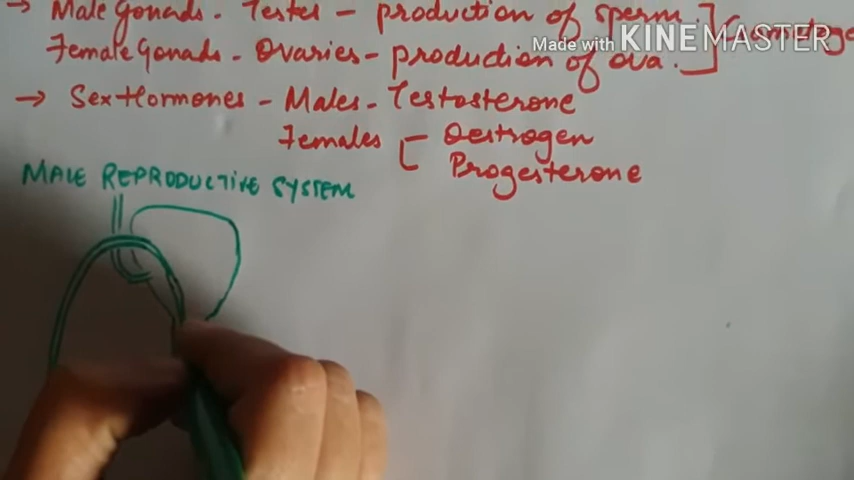 → Male Gonads - Testes - production of sperm
Made with KINEMASTER
Female Gonads - Ovaries - production of ova.
→ Sex Hormones - Males - Testosterone
Females [ Oestrogen
Progesterone
MALE REPRODUCTIVE SYSTEM